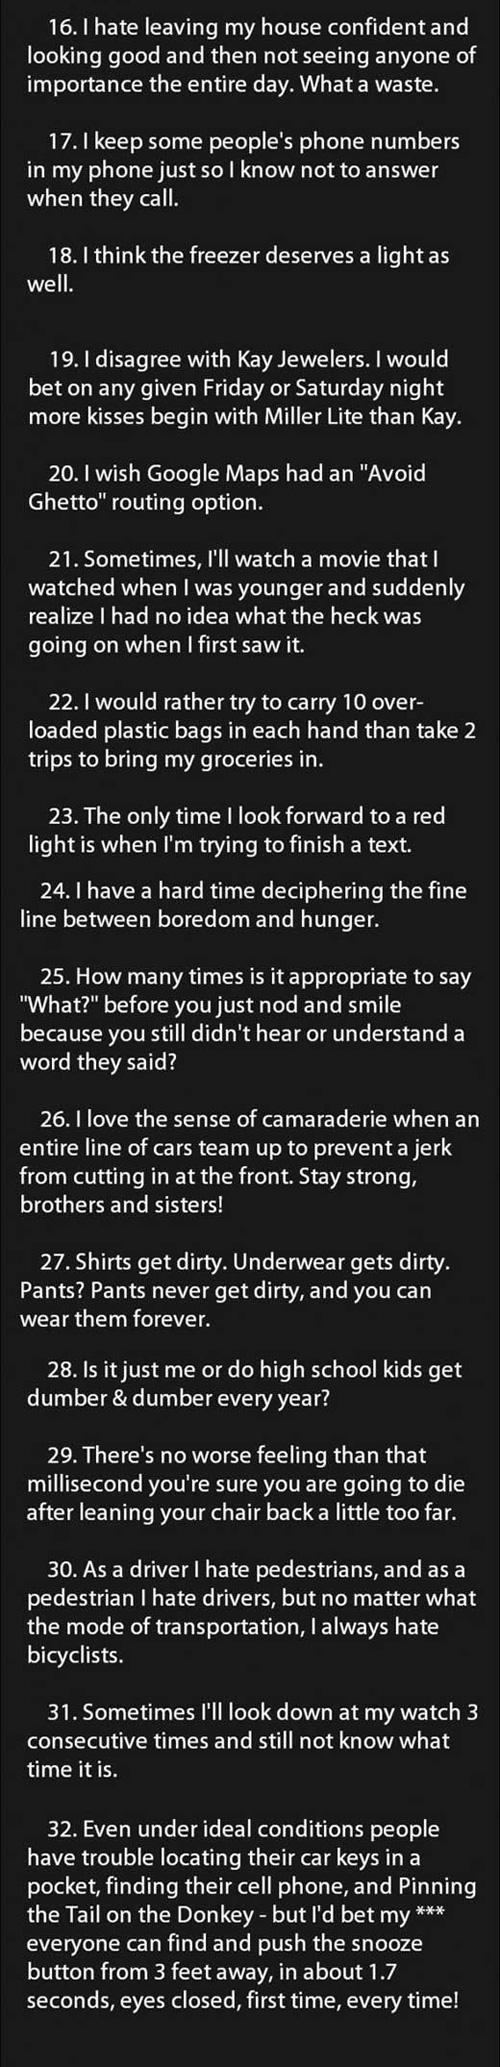 16. I hate leaving my house confident and
looking good and then not seeing anyone of
importance the entire day. What a waste.
17. I keep some people's phone numbers
in my phone just so I know not to answer
when they call.
18. I think the freezer deserves a light as
well.
19. I disagree with Kay Jewelers. I would
bet on any given Friday or Saturday night
more kisses begin with Miller Lite than Kay.
20. I wish Google Maps had an "Avoid
Ghetto" routing option.
21. Sometimes, I'll watch a movie that I
watched when I was younger and suddenly
realize I had no idea what the heck was
going on when I first saw it.
22. I would rather try to carry 10 over-
loaded plastic bags in each hand than take 2
trips to bring my groceries in.
23. The only time I look forward to a red
light is when I'm trying to finish a text.
24. I have a hard time deciphering the fine
line between boredom and hunger.
25. How many times is it appropriate to say
"What?" before you just nod and smile
because you still didn't hear or understand a
word they said?
26. I love the sense of camaraderie when an
entire line of cars team up to prevent a jerk
from cutting in at the front. Stay strong,
brothers and sisters!
27. Shirts get dirty. Underwear gets dirty.
Pants? Pants never get dirty, and you can
wear them forever.
28. Is it just me or do high school kids get
dumber & dumber every year?
29. There's no worse feeling than that
millisecond you're sure you are going to die
after leaning your chair back a little too far.
30. As a driver I hate pedestrians, and as a
pedestrian I hate drivers, but no matter what
the mode of transportation, I always hate
bicyclists.
31. Sometimes I'll look down at my watch 3
consecutive times and still not know what
time it is.
32. Even under ideal conditions people
have trouble locating their car keys in a
pocket, finding their cell phone, and Pinning
the Tail on the Donkey - but I'd bet my ***
everyone can find and push the snooze
button from 3 feet away, in about 1.7
seconds, eyes closed, first time, every time!